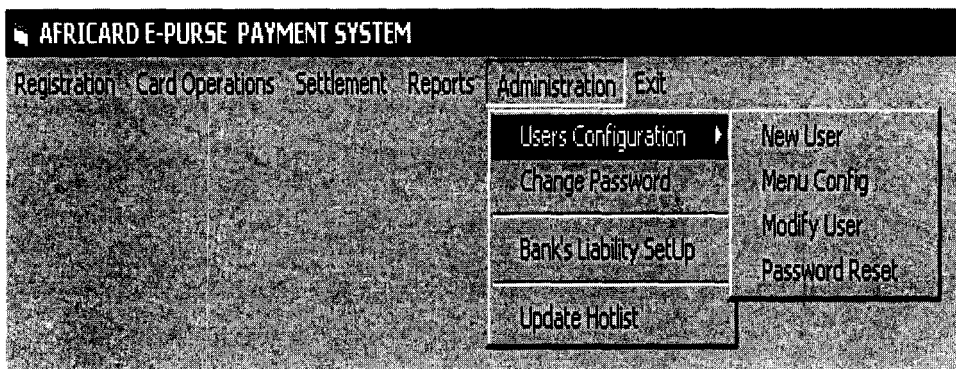 AFRICARD E-PURSE PAYMENT SYSTEM
Registration Card Operations Settlement Reports Administration Exit
Users Configuration New User
Change Password Menu Config
Modify User
Bank's Liability SetUp
Password Reset
Update Hotlist